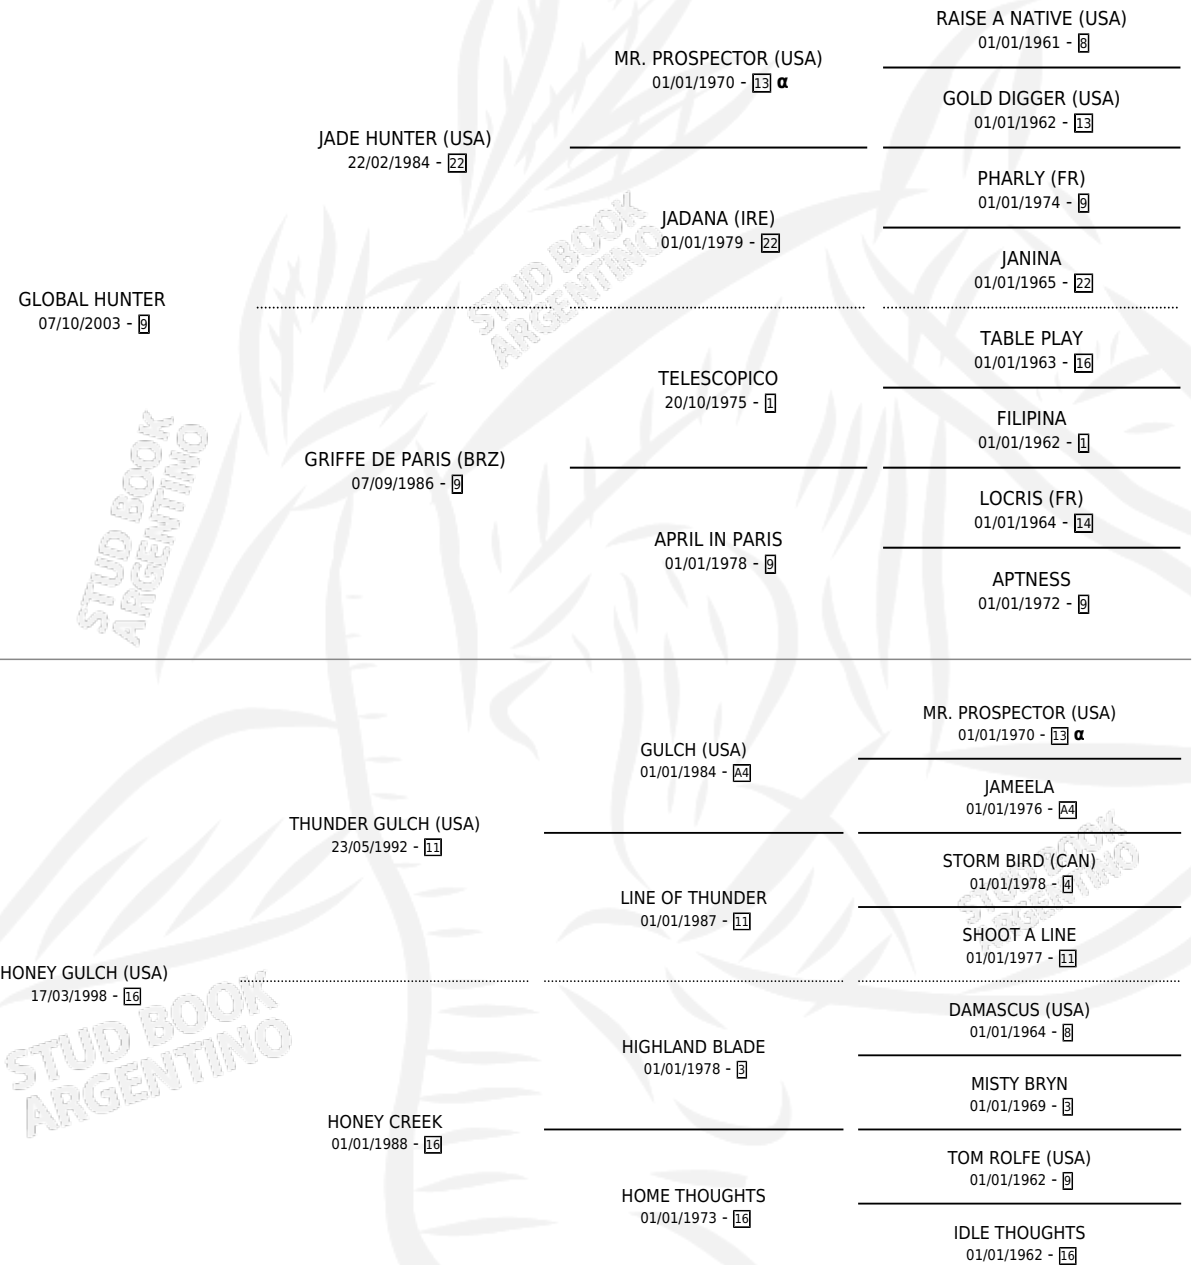 RAISE A NATIVE (USA)
01/01/1961 - 8
MR. PROSPECTOR (USA)
01/01/1970 - 13 α
GOLD DIGGER (USA)
01/01/1962 - 13
JADE HUNTER (USA)
22/02/1984 - 22
PHARLY (FR)
01/01/1974 - 9
JADANA (IRE)
01/01/1979 - 22
JANINA
01/01/1965 - 22
GLOBAL HUNTER
07/10/2003 - 9
TABLE PLAY
01/01/1963 - 16
TELESCOPICO
20/10/1975 - 1
FILIPINA
01/01/1962 - 1
GRIFFE DE PARIS (BRZ)
07/09/1986 - 9
LOCRIS (FR)
01/01/1964 - 14
APRIL IN PARIS
01/01/1978 - 9
APTNESS
01/01/1972 - 9
MR. PROSPECTOR (USA)
01/01/1970 - 13 α
GULCH (USA)
01/01/1984 - A4
JAMEELA
01/01/1976 - A4
THUNDER GULCH (USA)
23/05/1992 - 11
STORM BIRD (CAN)
01/01/1978 - 4
LINE OF THUNDER
01/01/1987 - 11
SHOOT A LINE
01/01/1977 - 11
HONEY GULCH (USA)
17/03/1998 - 16
DAMASCUS (USA)
01/01/1964 - 8
HIGHLAND BLADE
01/01/1978 - 3
MISTY BRYN
01/01/1969 - 3
HONEY CREEK
01/01/1988 - 16
TOM ROLFE (USA)
01/01/1962 - 9
HOME THOUGHTS
01/01/1973 - 16
IDLE THOUGHTS
01/01/1962 - 16
STUD BOOK
ARGENTINO
STUD BOOK
ARGENTINO
STUD BOOK
ARGENTINO
STUD BOOK
ARGENTINO